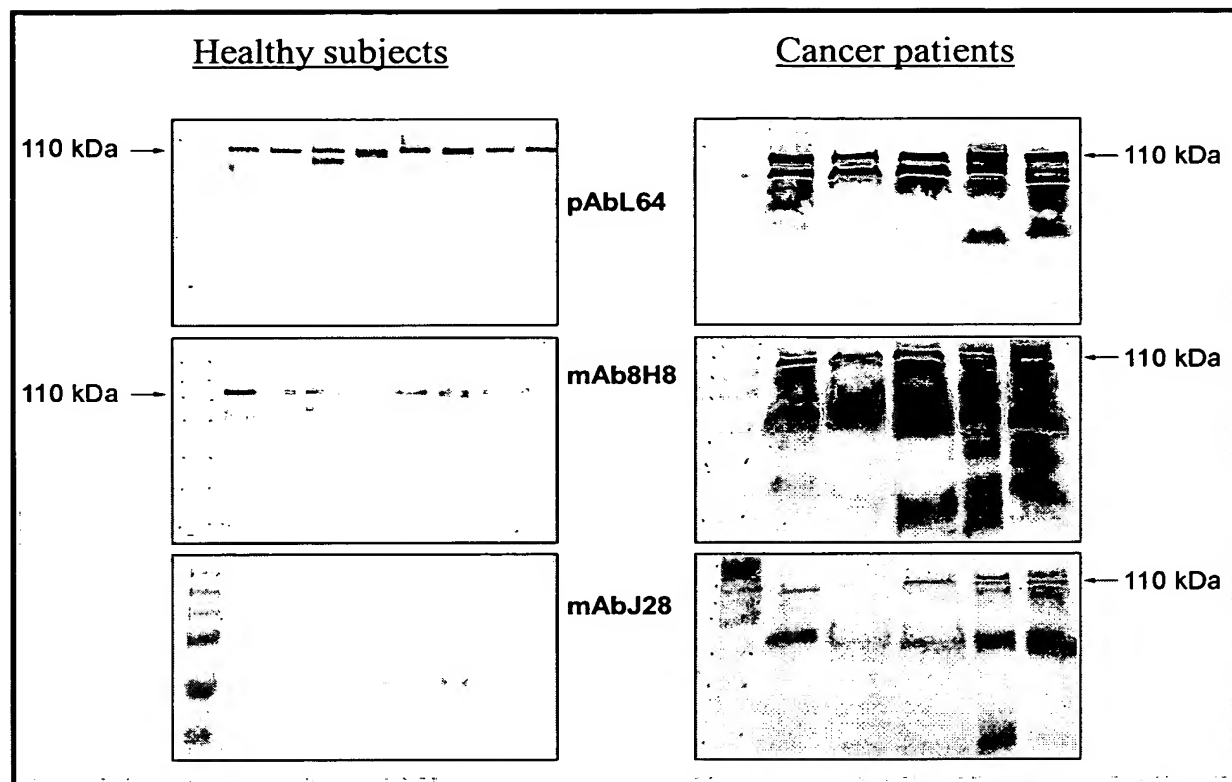 Healthy subjects
Cancer patients
110 kDa
pAbL64
110 kDa
110 kDa
mAb8H8
110 kDa
mAbJ28
110 kDa